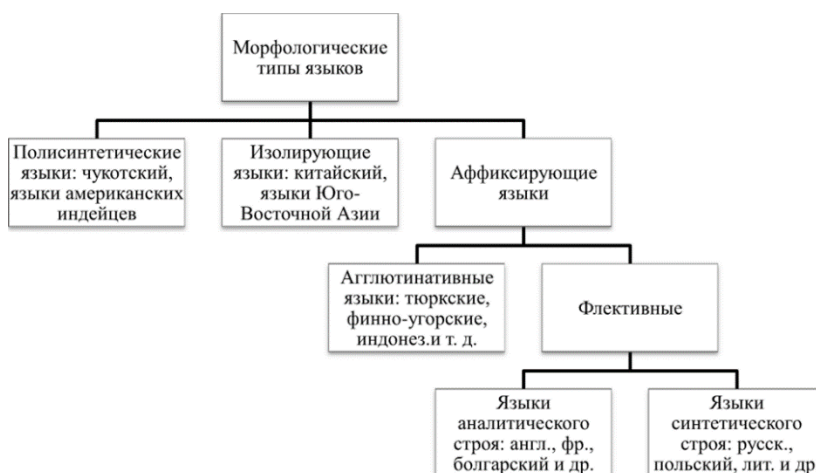 Морфологические
типы языков
Полисинтетические
языки: чукотский,
языки американских
индейцев
Изолирующие
языки: китайский,
языки Юго-
Восточной Азии
Аффиксирующие
языки
Агглютинативные
языки: тюркские,
финно-угорские,
индонез.и т. д.
Флективные
Языки
аналитического
строя: англ., фр.,
болгарский и др.
Языки
синтетического
строя: русск.,
польский, лит. и др